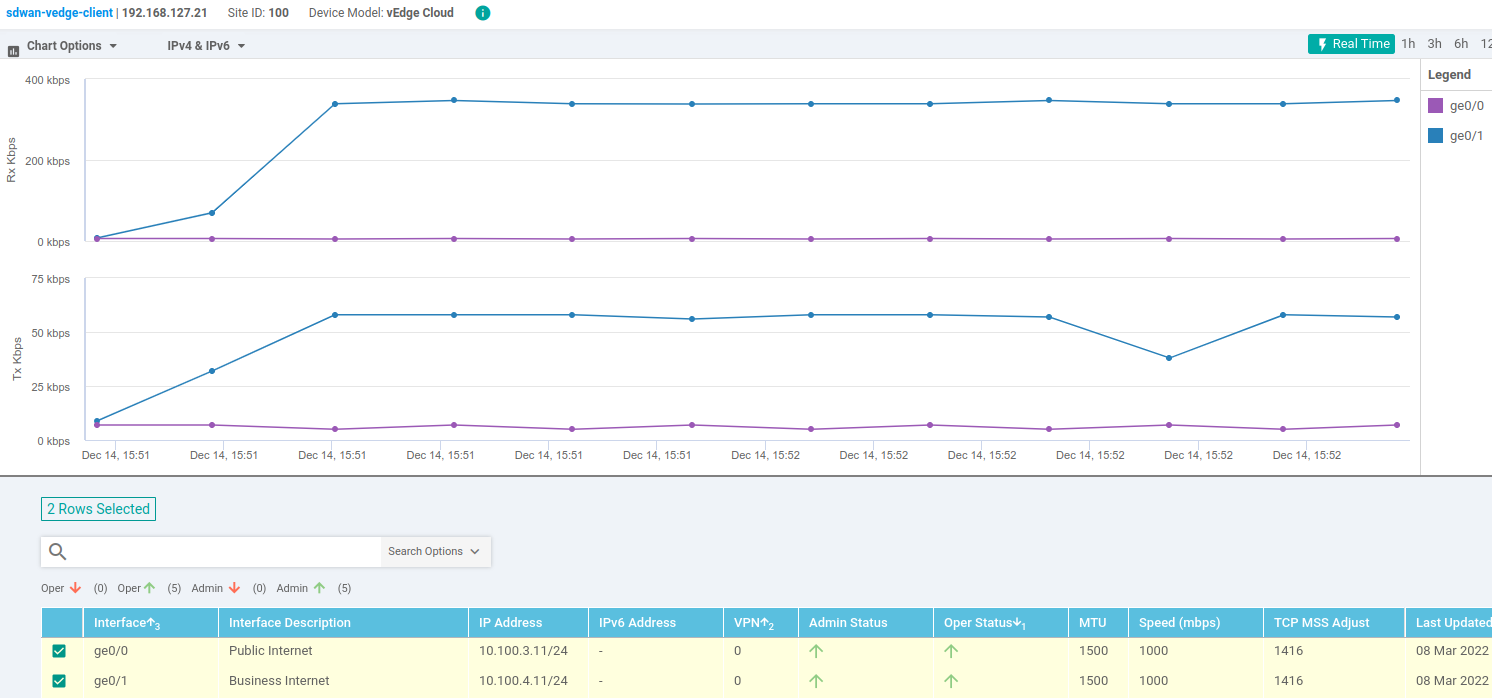 sdwan-vedge-client | 192.168.127.21 Site ID: 100 Device Model: vEdge Cloud i
Chart Options IPv4 & IPv6 Real Time 1h 3h 6h 12
Legend
ge0/0
ge0/1
Rx Kbps
400 kbps
200 kbps
0 kbps
Tx Kbps
75 kbps
50 kbps
25 kbps
0 kbps
Dec 14, 15:51 Dec 14, 15:51 Dec 14, 15:51 Dec 14, 15:51 Dec 14, 15:51 Dec 14, 15:51 Dec 14, 15:52 Dec 14, 15:52 Dec 14, 15:52 Dec 14, 15:52 Dec 14, 15:52 Dec 14, 15:52
2 Rows Selected
Search Options
Oper (0) Oper (5) Admin (0) Admin (5)
Interface 3 Interface Description IP Address IPv6 Address VPN 2 Admin Status Oper Status 1 MTU Speed (mbps) TCP MSS Adjust Last Updated
ge0/0 Public Internet 10.100.3.11/24 - 0 1500 1000 1416 08 Mar 2022
ge0/1 Business Internet 10.100.4.11/24 - 0 1500 1000 1416 08 Mar 2022